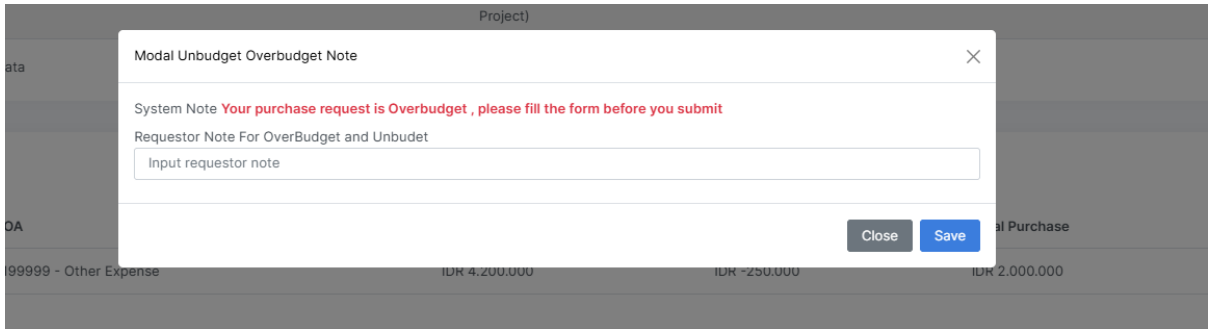 Project)
Modal Unbudget Overbudget Note
ata
System Note Your purchase request is Overbudget , please fill the form before you submit
Requestor Note For OverBudget and Unbudet
Input requestor note
Close Save
OA al Purchase
199999 - Other Expense IDR 4.200.000 IDR -250.000 IDR 2.000.000